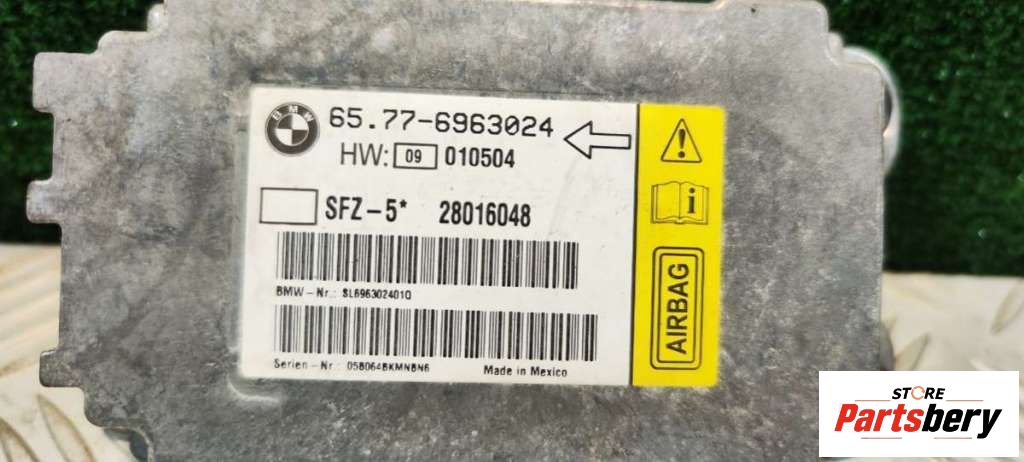 BMW
65.77-6963024
HW: 09 010504
SFZ-5* 28016048
BMW-Nr.: SL6963024010
Serien-Nr: 058064BKMN8N6 Made in Mexico
AIRBAG
STORE
Partsbery